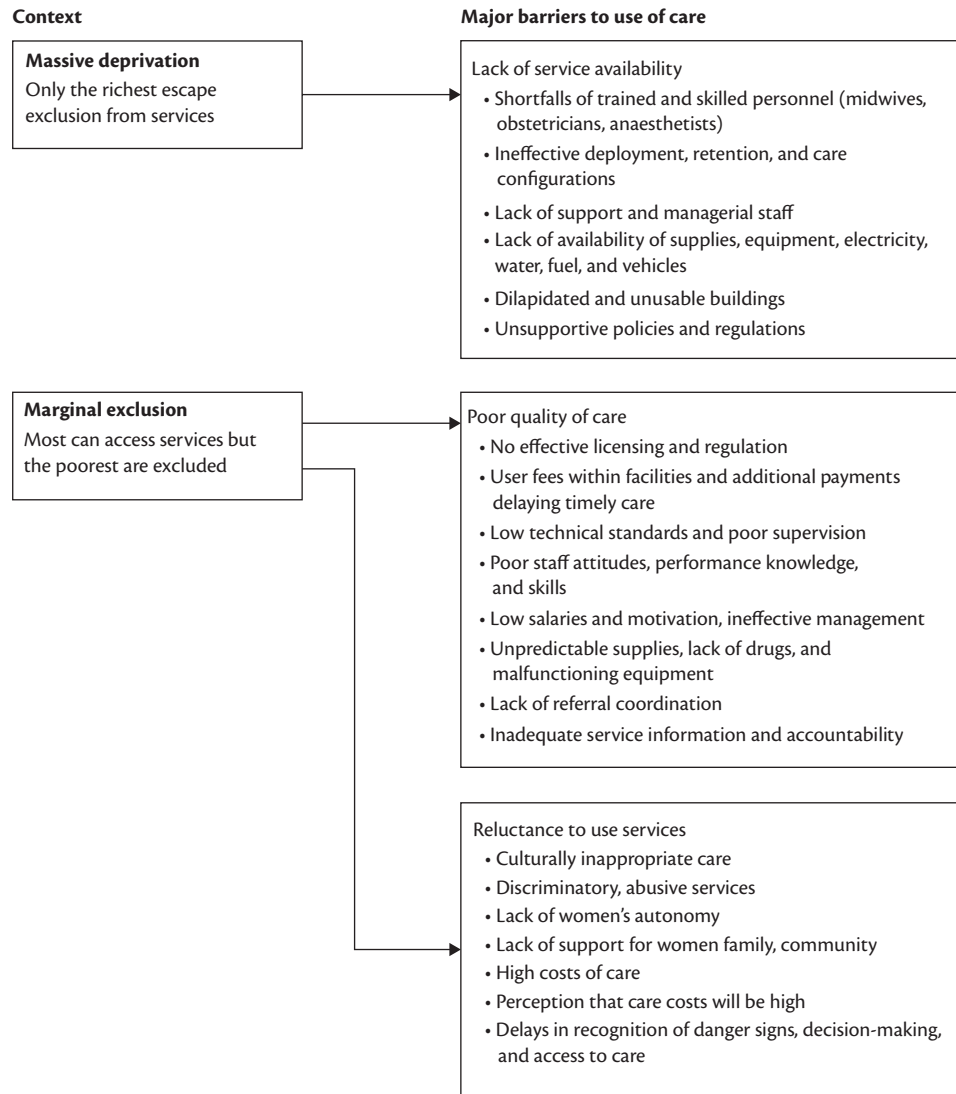 Context
Major barriers to use of care
Massive deprivation
Only the richest escape
exclusion from services
Lack of service availability
• Shortfalls of trained and skilled personnel (midwives,
obstetricians, anaesthetists)
• Ineffective deployment, retention, and care
configurations
• Lack of support and managerial staff
• Lack of availability of supplies, equipment, electricity,
water, fuel, and vehicles
• Dilapidated and unusable buildings
• Unsupportive policies and regulations
Marginal exclusion
Most can access services but
the poorest are excluded
Poor quality of care
• No effective licensing and regulation
• User fees within facilities and additional payments
delaying timely care
• Low technical standards and poor supervision
• Poor staff attitudes, performance knowledge,
and skills
• Low salaries and motivation, ineffective management
• Unpredictable supplies, lack of drugs, and
malfunctioning equipment
• Lack of referral coordination
• Inadequate service information and accountability
Reluctance to use services
• Culturally inappropriate care
• Discriminatory, abusive services
• Lack of women’s autonomy
• Lack of support for women family, community
• High costs of care
• Perception that care costs will be high
• Delays in recognition of danger signs, decision-making,
and access to care